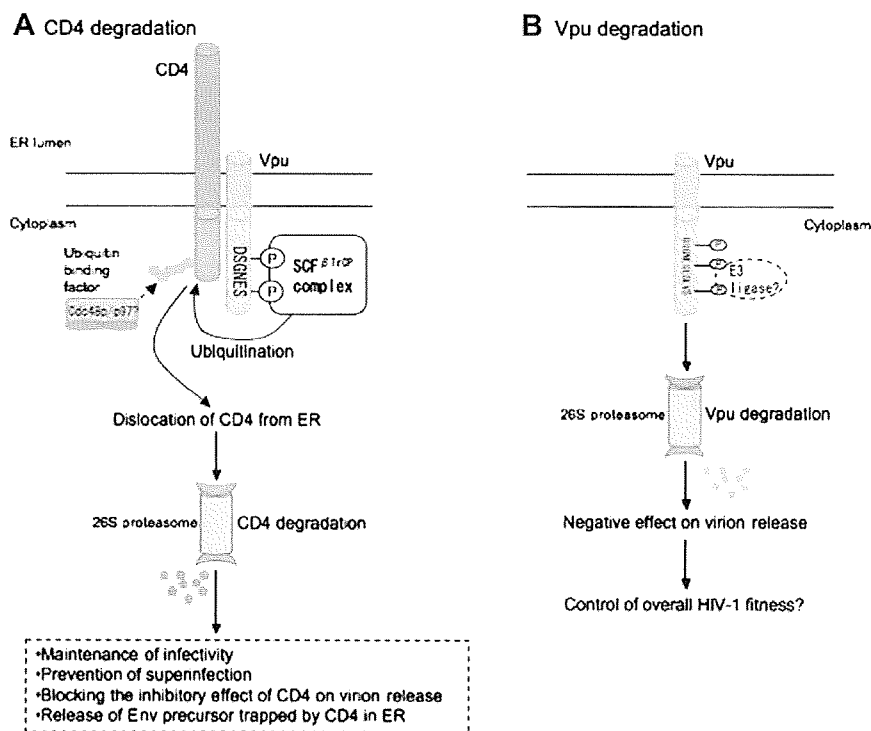 A CD4 degradation
CD4
ER lumen
Vpu
Cytoplasm
Ubiquitin
binding
factor
Cdc48p/p97?
DSGNES
P
P
SCF βTrCP
complex
Ubiquitination
Dislocation of CD4 from ER
26S proteasome
CD4 degradation
•Maintenance of infectivity
•Prevention of superinfection
•Blocking the inhibitory effect of CD4 on virion release
•Release of Env precursor trapped by CD4 in ER
B Vpu degradation
Vpu
Cytoplasm
P
P
P
E3
ligase?
26S proteasome
Vpu degradation
Negative effect on virion release
Control of overall HIV-1 fitness?